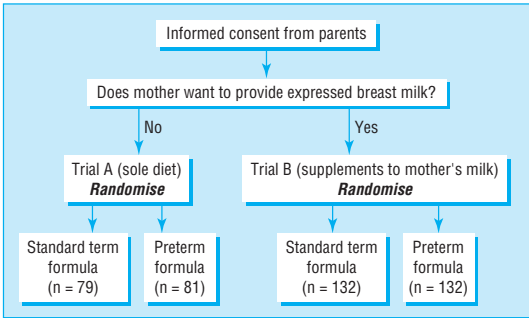 Informed consent from parents
Does mother want to provide expressed breast milk?
No
Yes
Trial A (sole diet)
Randomise
Trial B (supplements to mother's milk)
Randomise
Standard term
formula
(n = 79)
Preterm
formula
(n = 81)
Standard term
formula
(n = 132)
Preterm
formula
(n = 132)